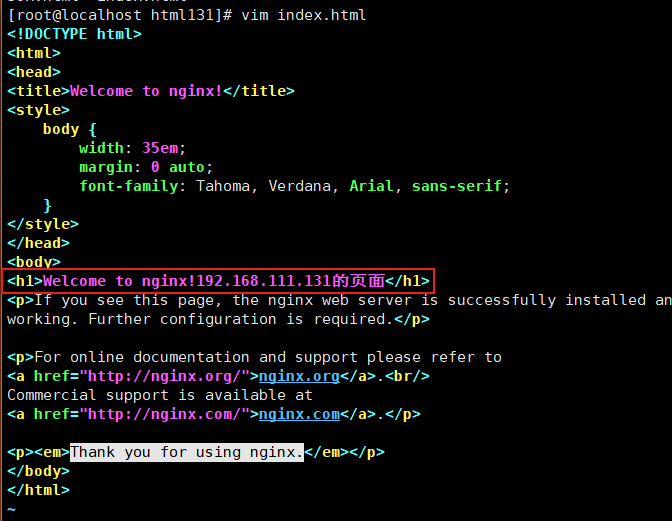 [root@localhost html131]# vim index.html
<!DOCTYPE html>
<html>
<head>
<title>Welcome to nginx!</title>
<style>
    body {
        width: 35em;
        margin: 0 auto;
        font-family: Tahoma, Verdana, Arial, sans-serif;
    }
</style>
</head>
<body>
<h1>Welcome to nginx!192.168.111.131的页面</h1>
<p>If you see this page, the nginx web server is successfully installed an
working. Further configuration is required.</p>

<p>For online documentation and support please refer to
<a href="http://nginx.org/">nginx.org</a>.<br/>
Commercial support is available at
<a href="http://nginx.com/">nginx.com</a>.</p>

<p><em>Thank you for using nginx.</em></p>
</body>
</html>
~